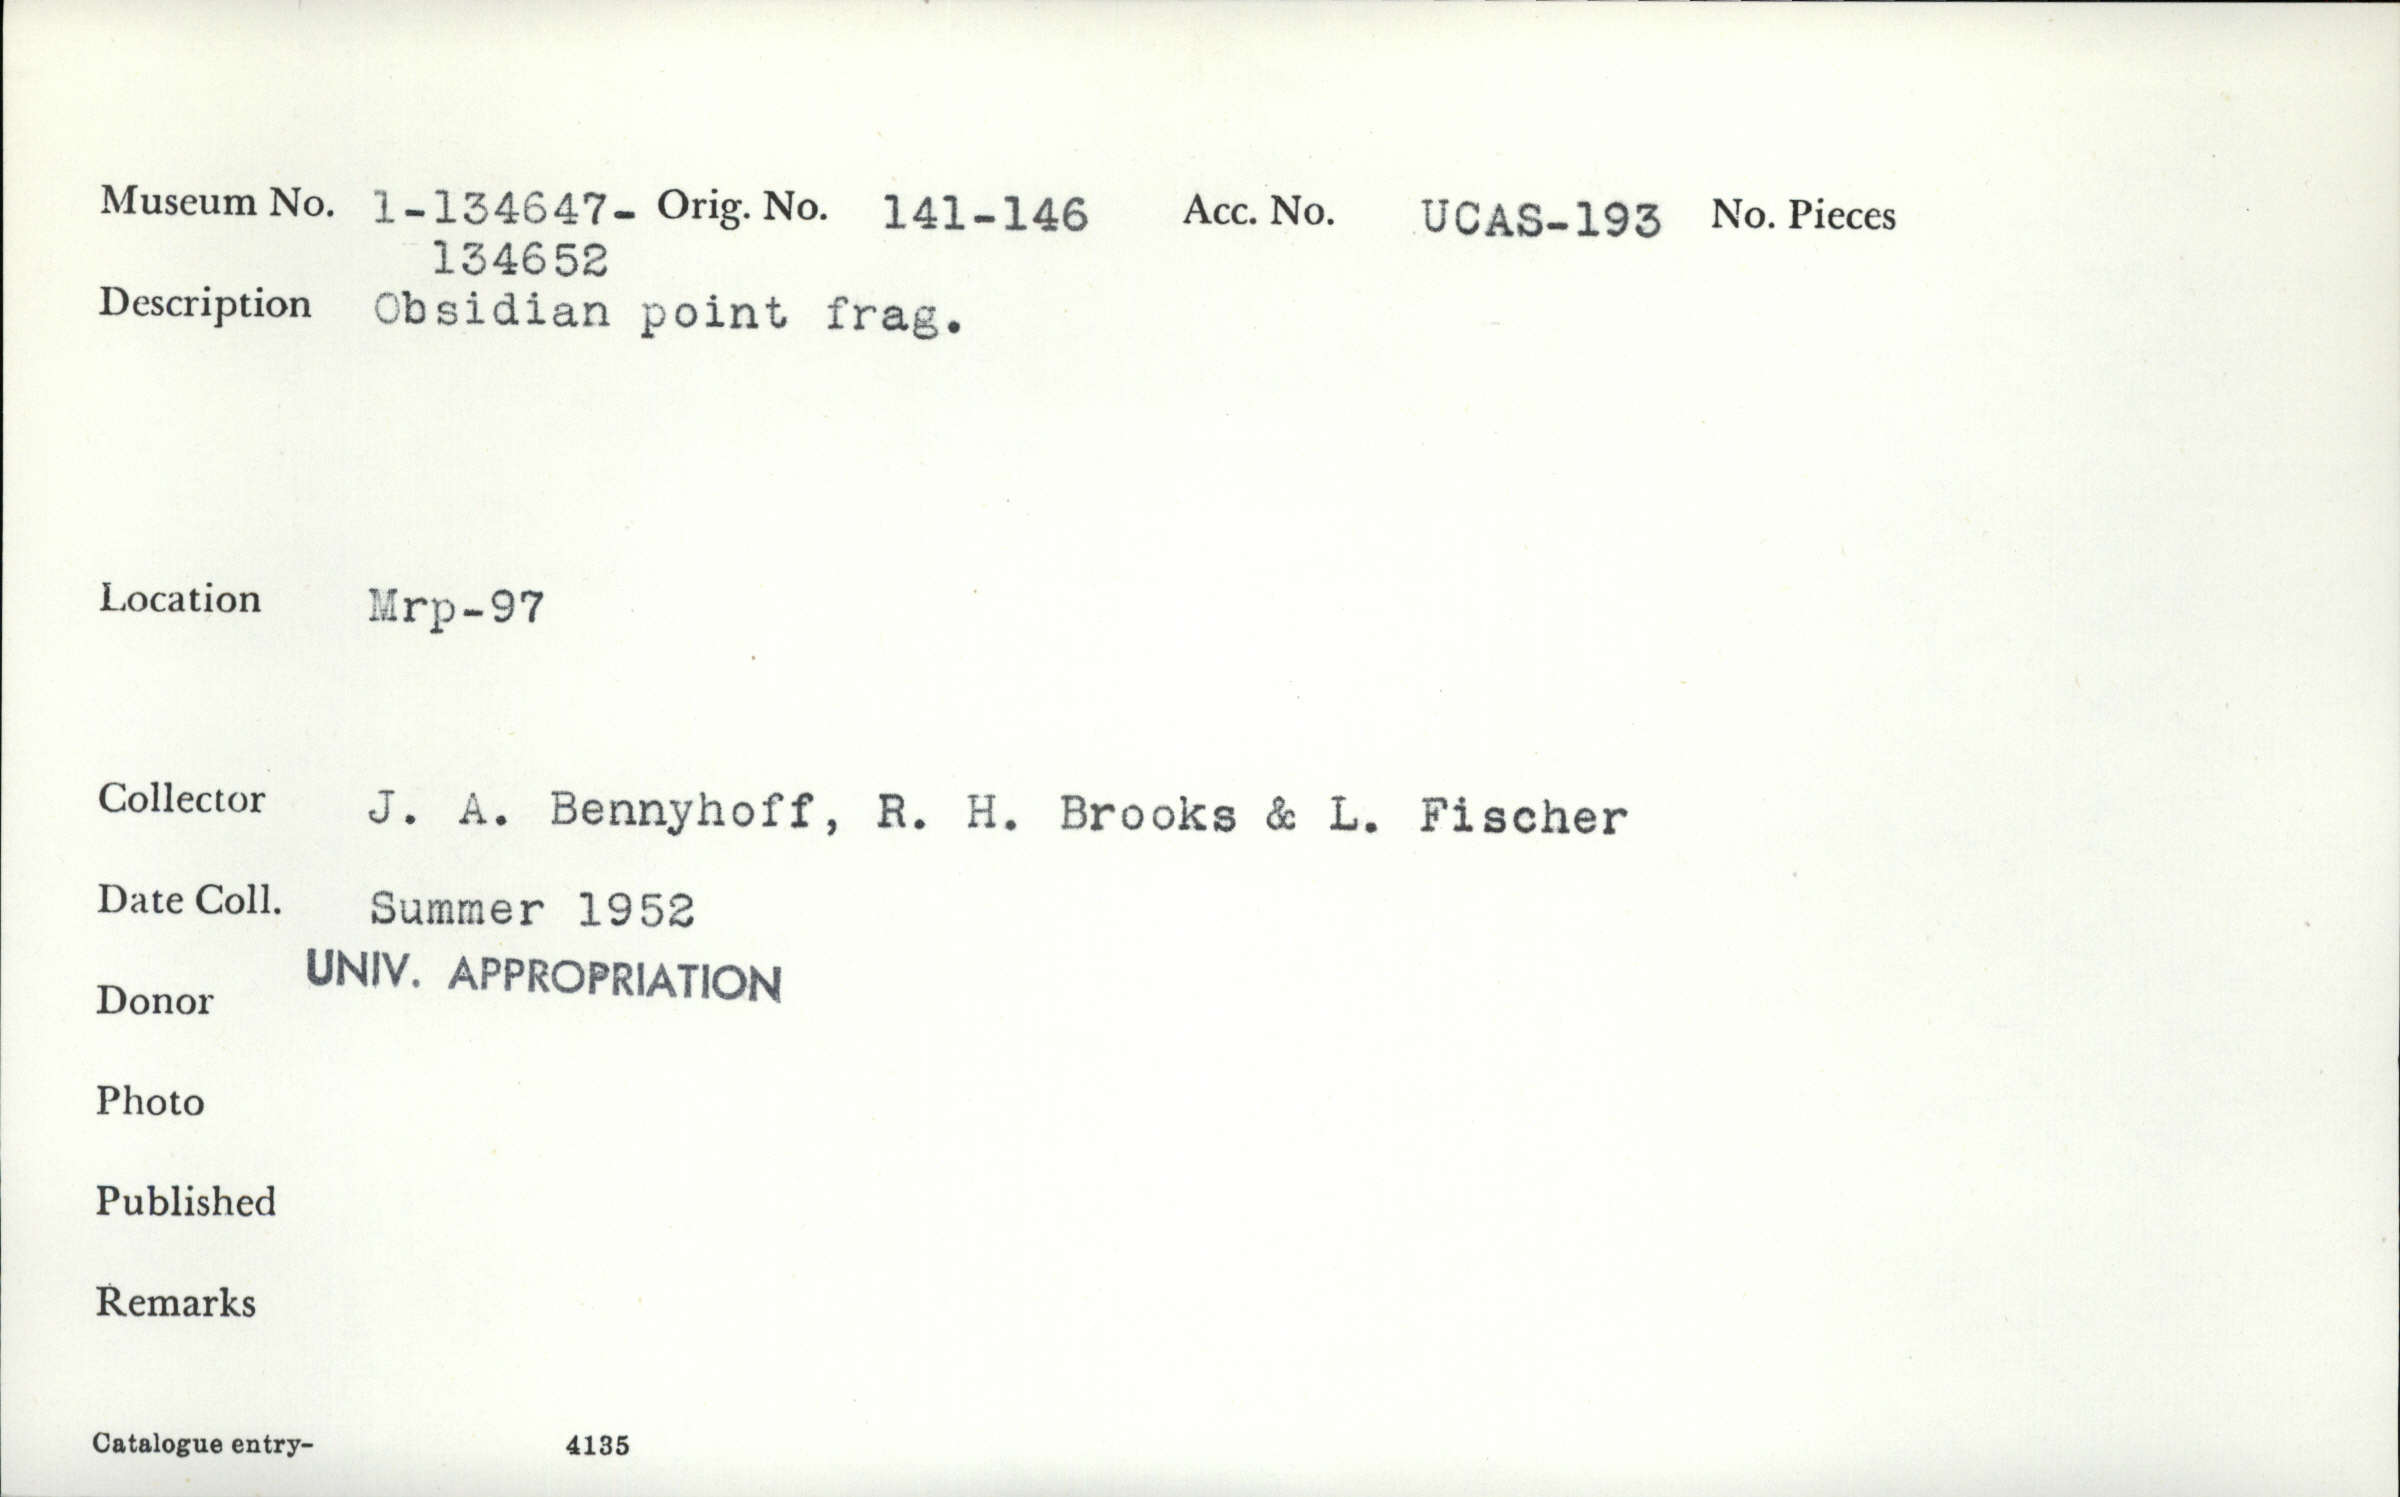 Museum No. 1-134647- Orig. No. 141-146 Acc. No. UCAS-193 No. Pieces
134652
Description Obsidian point frag.
Location Mrp-97
Collector J. A. Bennyhoff, R. H. Brooks & L. Fischer
Date Coll. Summer 1952
UNIV. APPROPRIATION
Donor
Photo
Published
Remarks
Catalogue entry- 4135